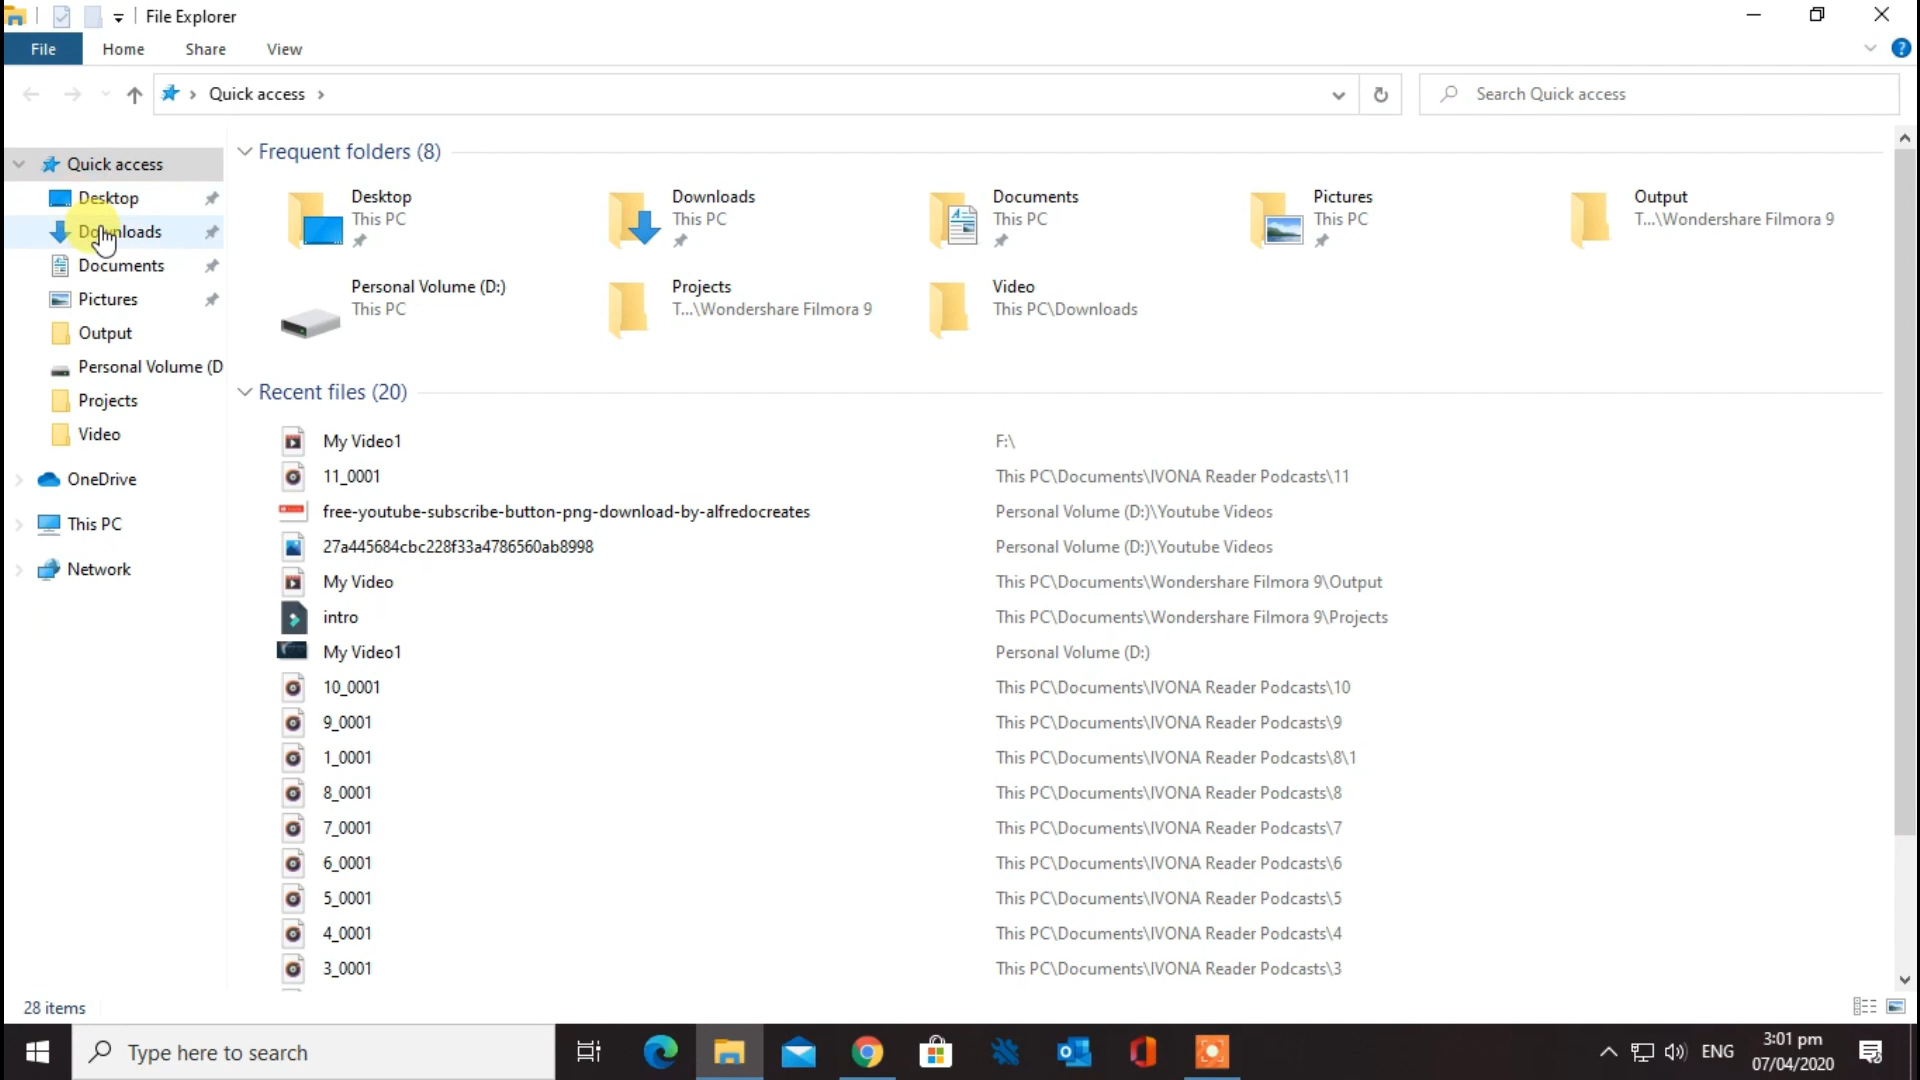 File Explorer
File Home Share View
Quick access
Search Quick access
Quick access
Desktop
Downloads
Documents
Pictures
Output
Personal Volume (D
Projects
Video
OneDrive
This PC
Network
Frequent folders (8)
Desktop
This PC
Downloads
This PC
Documents
This PC
Pictures
This PC
Output
T...\Wondershare Filmora 9
Personal Volume (D:)
This PC
Projects
T...\Wondershare Filmora 9
Video
This PC\Downloads
Recent files (20)
My Video1 F:\
11_0001 This PC\Documents\IVONA Reader Podcasts\11
free-youtube-subscribe-button-png-download-by-alfredocreates Personal Volume (D:)\Youtube Videos
27a445684cbc228f33a4786560ab8998 Personal Volume (D:)\Youtube Videos
My Video This PC\Documents\Wondershare Filmora 9\Output
intro This PC\Documents\Wondershare Filmora 9\Projects
My Video1 Personal Volume (D:)
10_0001 This PC\Documents\IVONA Reader Podcasts\10
9_0001 This PC\Documents\IVONA Reader Podcasts\9
1_0001 This PC\Documents\IVONA Reader Podcasts\8\1
8_0001 This PC\Documents\IVONA Reader Podcasts\8
7_0001 This PC\Documents\IVONA Reader Podcasts\7
6_0001 This PC\Documents\IVONA Reader Podcasts\6
5_0001 This PC\Documents\IVONA Reader Podcasts\5
4_0001 This PC\Documents\IVONA Reader Podcasts\4
3_0001 This PC\Documents\IVONA Reader Podcasts\3
28 items
Type here to search
ENG
3:01 pm
07/04/2020